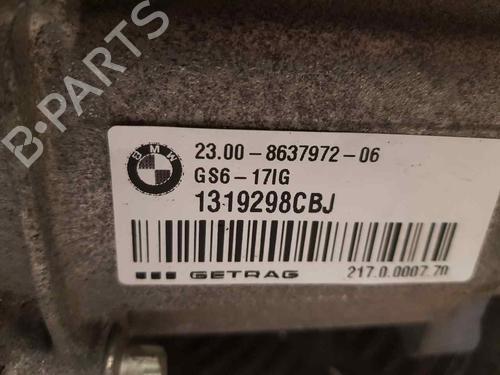 BMW
23.00-8637972-06
GS6-17IG
1319298CBJ
GETRAG
217.0.0007.70
B-PARTS